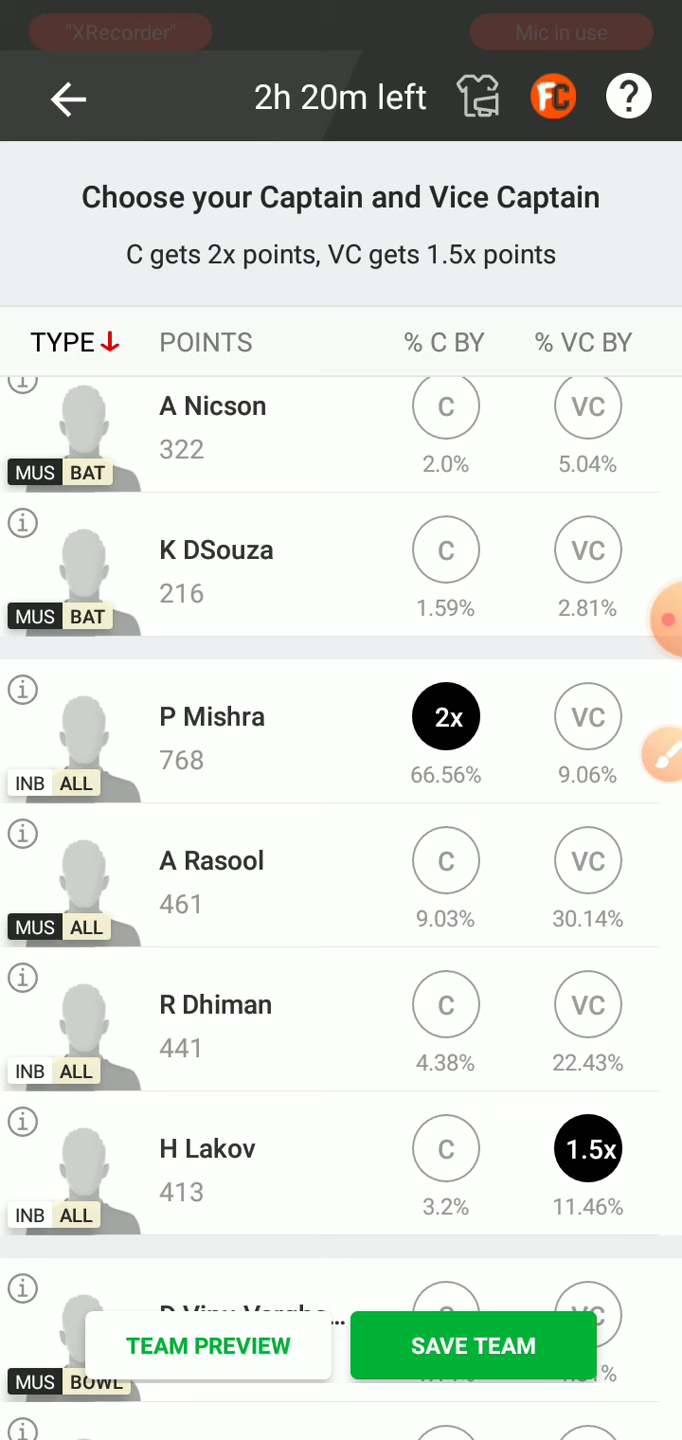 "XRecorder"
Mic in use
2h 20m left
FC
?
Choose your Captain and Vice Captain
C gets 2x points, VC gets 1.5x points
TYPE POINTS % C BY % VC BY
A Nicson
C VC
322
2.0% 5.04%
MUS BAT
K DSouza
C VC
216
1.59% 2.81%
MUS BAT
P Mishra
2x VC
768
66.56% 9.06%
INB ALL
A Rasool
C VC
461
9.03% 30.14%
MUS ALL
R Dhiman
C VC
441
4.38% 22.43%
INB ALL
H Lakov
C 1.5x
413
3.2% 11.46%
INB ALL
TEAM PREVIEW
SAVE TEAM
MUS BOWL